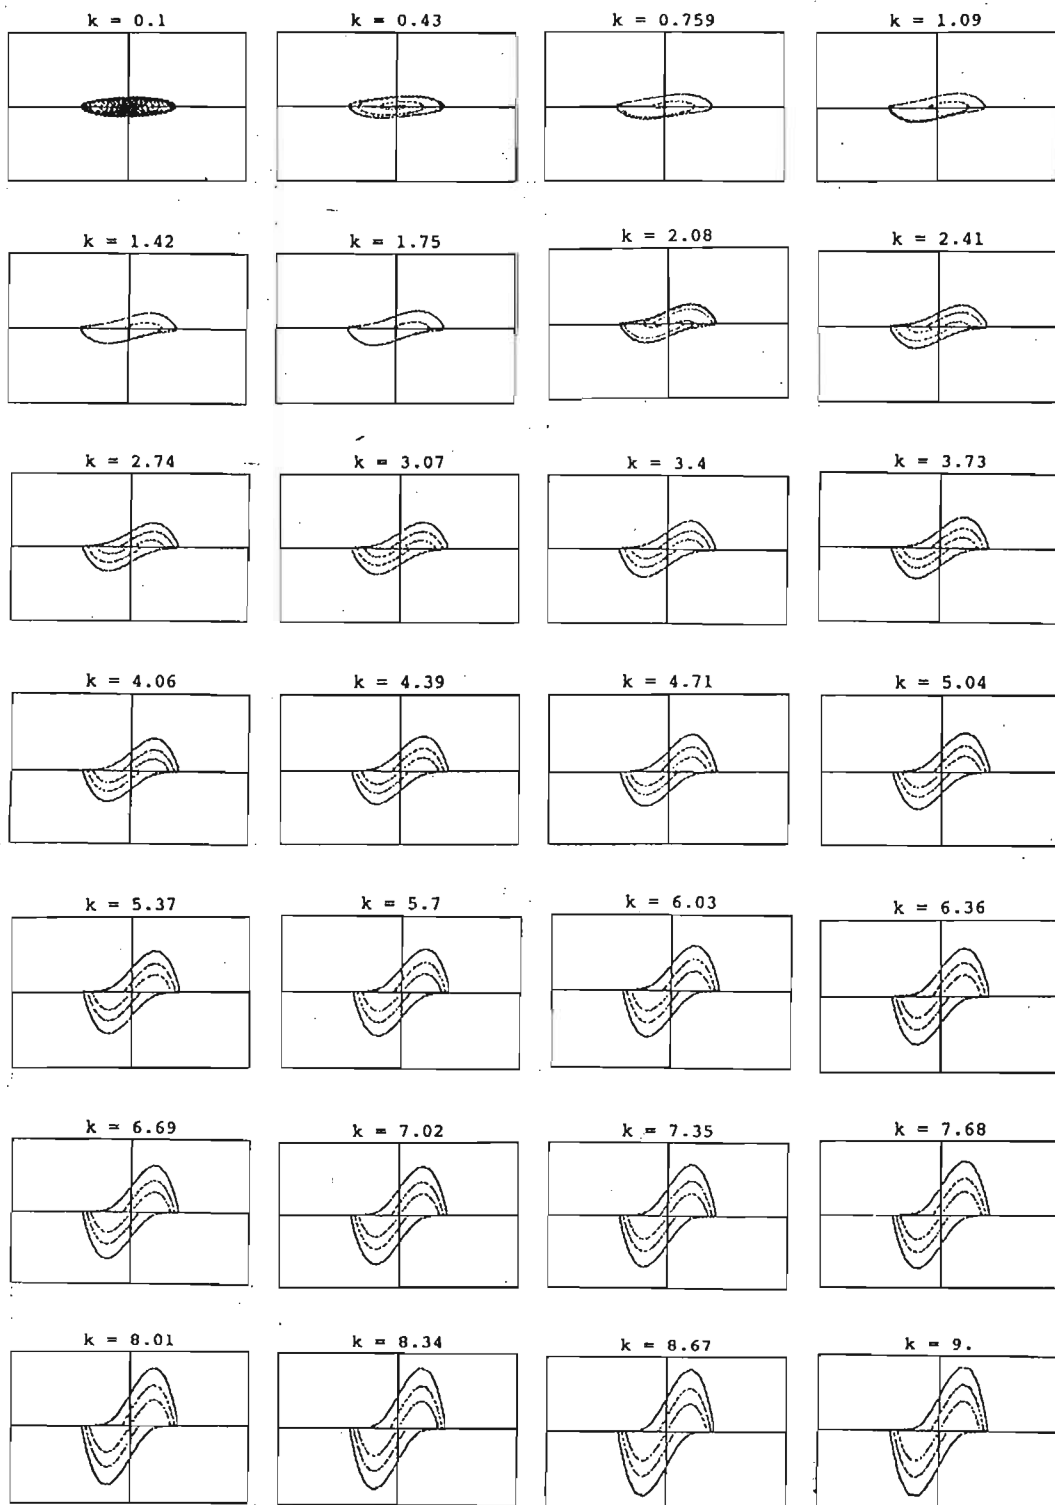 k = 0.1
k = 0.43
k = 0.759
k = 1.09
k = 1.42
k = 1.75
k = 2.08
k = 2.41
k = 2.74
k = 3.07
k = 3.4
k = 3.73
k = 4.06
k = 4.39
k = 4.71
k = 5.04
k = 5.37
k = 5.7
k = 6.03
k = 6.36
k = 6.69
k = 7.02
k = 7.35
k = 7.68
k = 8.01
k = 8.34
k = 8.67
k = 9.